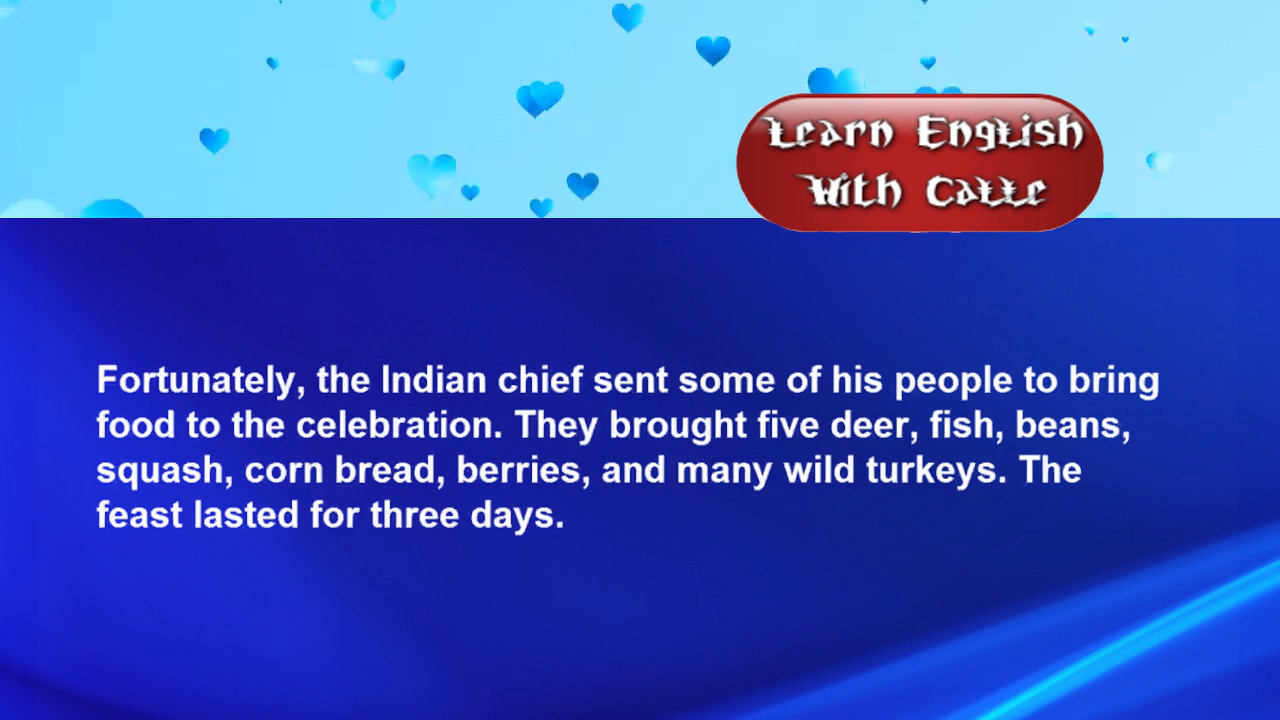 Learn English
With Catte
Fortunately, the Indian chief sent some of his people to bring
food to the celebration. They brought five deer, fish, beans,
squash, corn bread, berries, and many wild turkeys. The
feast lasted for three days.